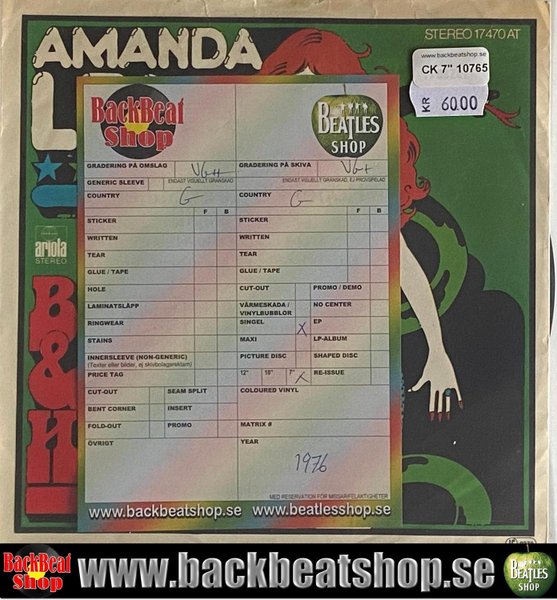 AMANDA
STEREO 17 470 AT
www.backbeatshop.se
CK 7" 10765
KR 60.00
L
BackBeat
Shop
BEATLES
SHOP
GRADERING PÅ OMSLAG VG++ GRADERING PÅ SKIVA VG+
GENERIC SLEEVE ENDAST VISUELLT GRANSKAD ENDAST VISUELLT GRANSKAD, EJ PROVSPELAD
COUNTRY G COUNTRY G
F B F B
STICKER STICKER
WRITTEN WRITTEN
TEAR TEAR
GLUE / TAPE GLUE / TAPE
HOLE CUT-OUT PROMO / DEMO
LAMINATSLÄPP VÄRMESKADA / VINYLBUBBLOR NO CENTER
RINGWEAR SINGEL X EP
STAINS MAXI LP-ALBUM
INNERSLEEVE (NON-GENERIC) PICTURE DISC SHAPED DISC
(Texter eller bilder, ej skivbolagsreklam)
PRICE TAG 12" 10" 7" X RE-ISSUE
CUT-OUT SEAM SPLIT COLOURED VINYL
BENT CORNER INSERT
FOLD-OUT PROMO MATRIX #
ÖVRIGT YEAR
1976
MED RESERVATION FÖR MISSAR/FELAKTIGHETER
www.backbeatshop.se www.beatlesshop.se
ariola
STEREO
B
&
BackBeat
Shop
www.backbeatshop.se
BEATLES
SHOP